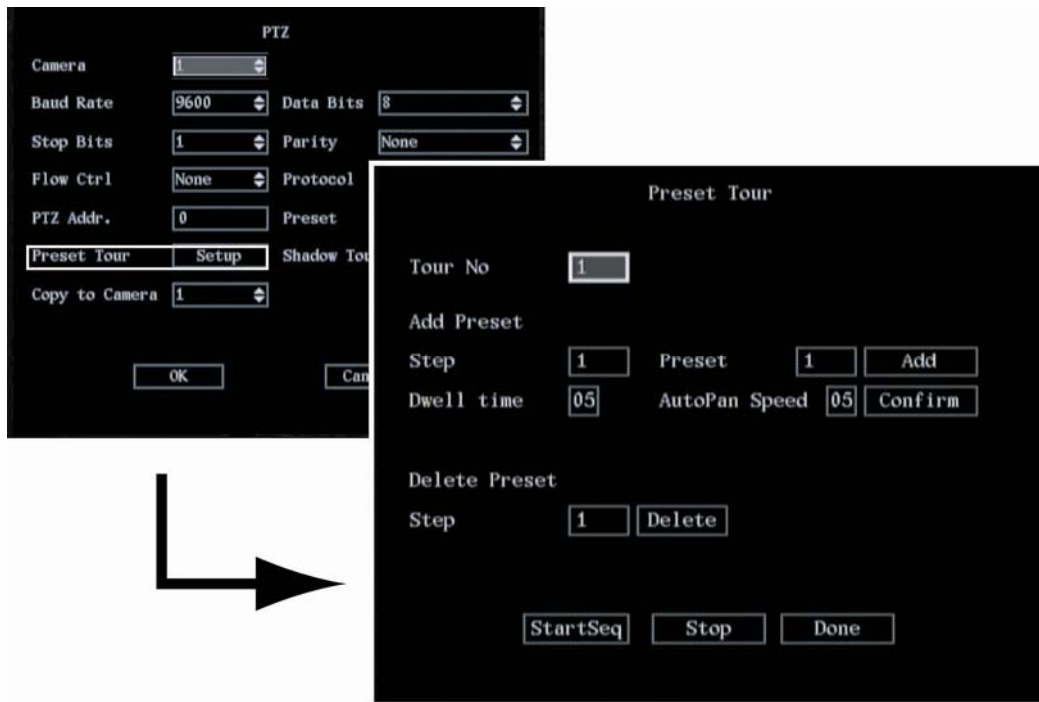 PTZ
Camera 1
Baud Rate 9600 Data Bits 8
Stop Bits 1 Parity None
Flow Ctrl None Protocol
PTZ Addr. 0 Preset
Preset Tour Setup Shadow
Copy to Camera 1
OK
Preset Tour
Tour No 1
Add Preset
Step 1 Preset 1 Add
Dwell time 05 AutoPan Speed 05 Confirm
Delete Preset
Step 1 Delete
StartSeq Stop Done